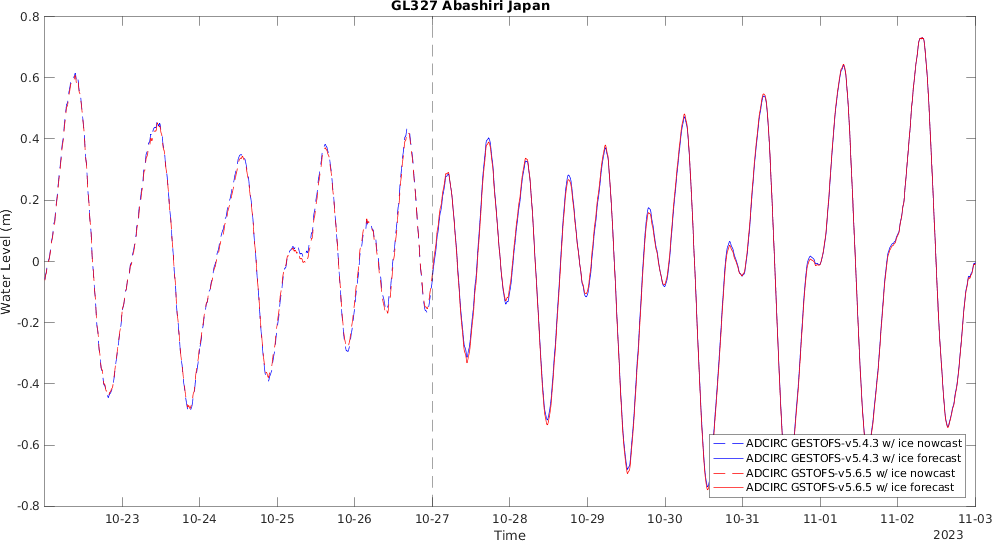 GL327 Abashiri Japan
Water Level (m)
0.8
0.6
0.4
0.2
0
-0.2
-0.4
-0.6
-0.8
ADCIRC GESTOFS-v5.4.3 w/ ice nowcast
ADCIRC GESTOFS-v5.4.3 w/ ice forecast
ADCIRC GSTOFS-v5.6.5 w/ ice nowcast
ADCIRC GSTOFS-v5.6.5 w/ ice forecast
10-23 10-24 10-25 10-26 10-27 10-28 10-29 10-30 10-31 11-01 11-02 11-03
Time
2023